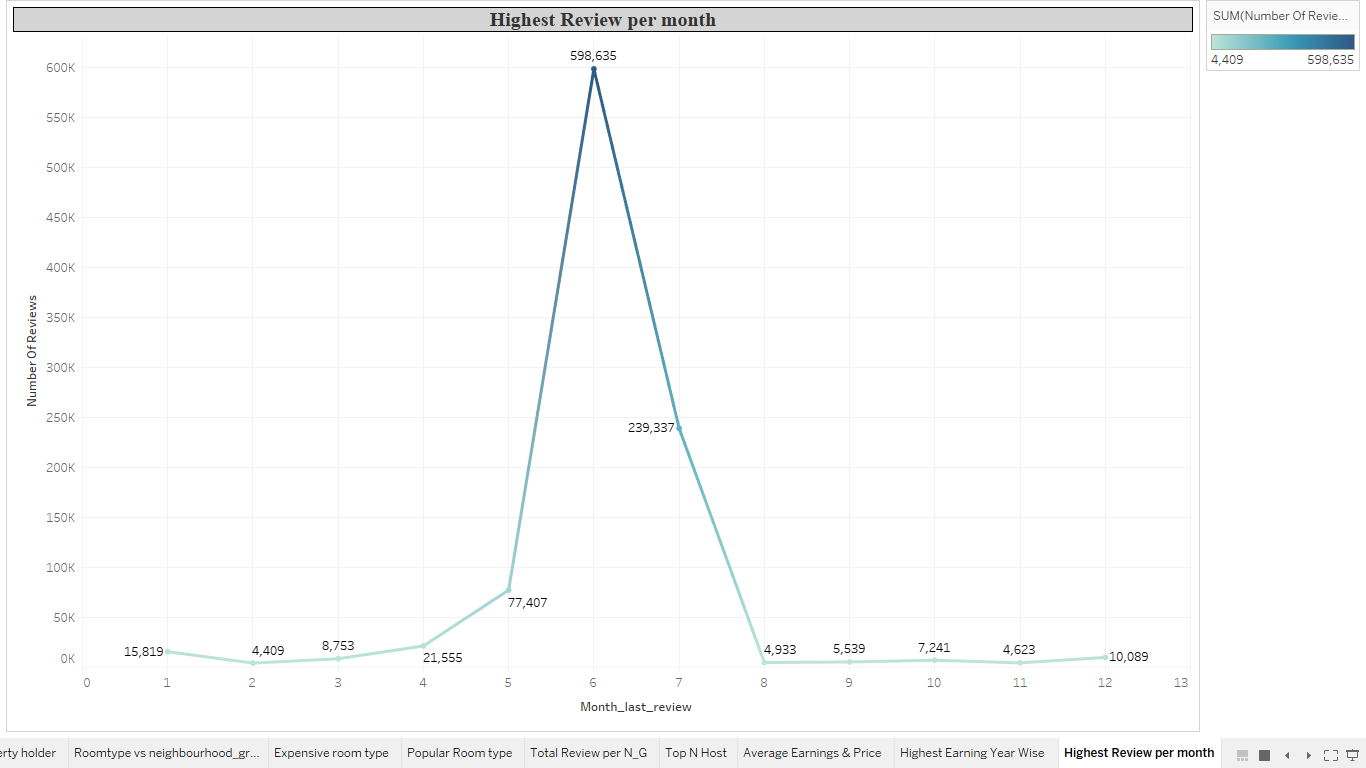 Highest Review per month
SUM(Number Of Revie...
4,409 598,635
598,635
600K
550K
500K
450K
400K
350K
300K
250K
200K
150K
100K
50K
0K
Number Of Reviews
239,337
77,407
15,819
4,409
8,753
21,555
4,933
5,539
7,241
4,623
10,089
0 1 2 3 4 5 6 7 8 9 10 11 12 13
Month_last_review
erty holder Roomtype vs neighbourhood_gr... Expensive room type Popular Room type Total Review per N_G Top N Host Average Earnings & Price Highest Earning Year Wise Highest Review per month